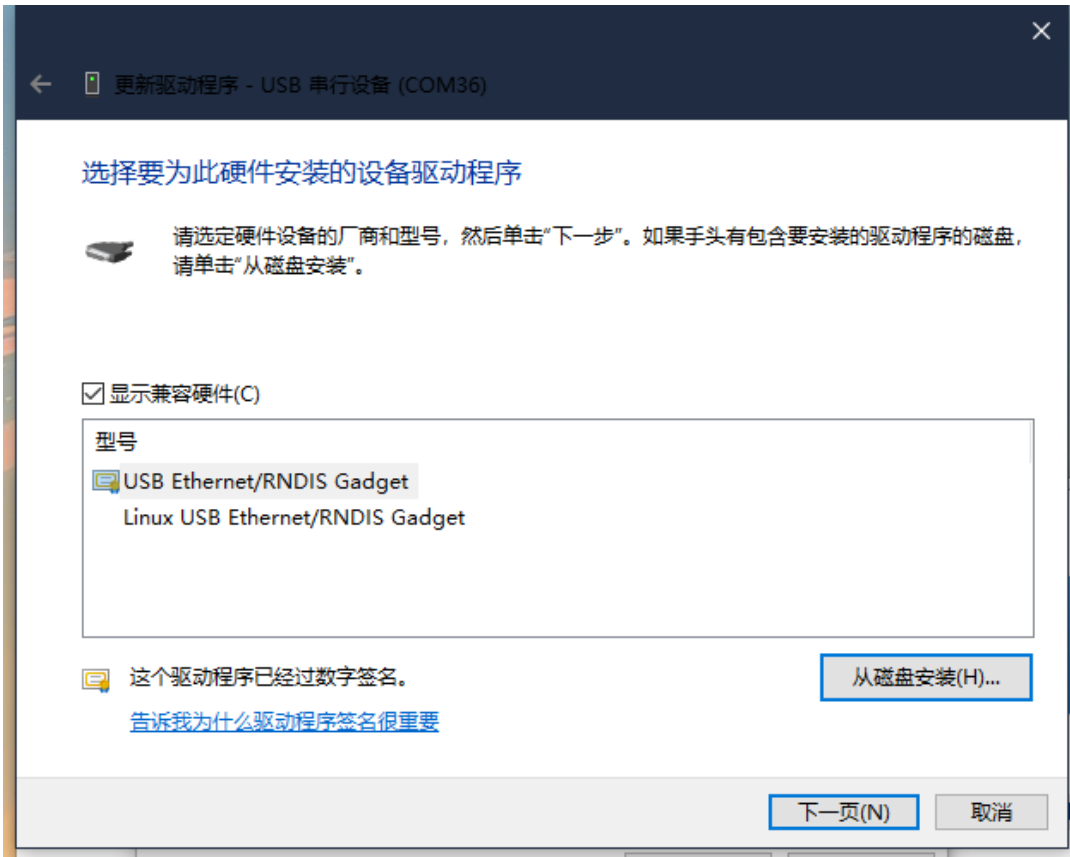 更新驱动程序 - USB 串行设备 (COM36)
选择要为此硬件安装的设备驱动程序
请选定硬件设备的厂商和型号，然后单击“下一步”。如果手头有包含要安装的驱动程序的磁盘，
请单击“从磁盘安装”。
显示兼容硬件(C)
型号
USB Ethernet/RNDIS Gadget
Linux USB Ethernet/RNDIS Gadget
这个驱动程序已经过数字签名。
从磁盘安装(H)...
告诉我为什么驱动程序签名很重要
下一页(N)
取消